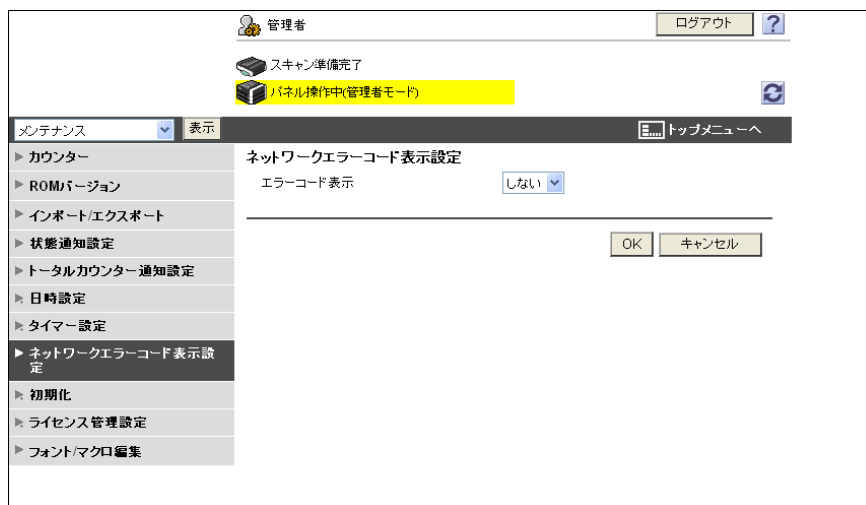 管理者
ログアウト
?
スキャン準備完了
パネル操作中(管理者モード)
メンテナンス
表示
トップメニューへ
カウンター
ネットワークエラーコード表示設定
エラーコード表示
しない
ROMバージョン
インポート/エクスポート
状態通知設定
OK
キャンセル
トータルカウンター通知設定
日時設定
タイマー設定
ネットワークエラーコード表示設
定
初期化
ライセンス管理設定
フォント/マクロ編集